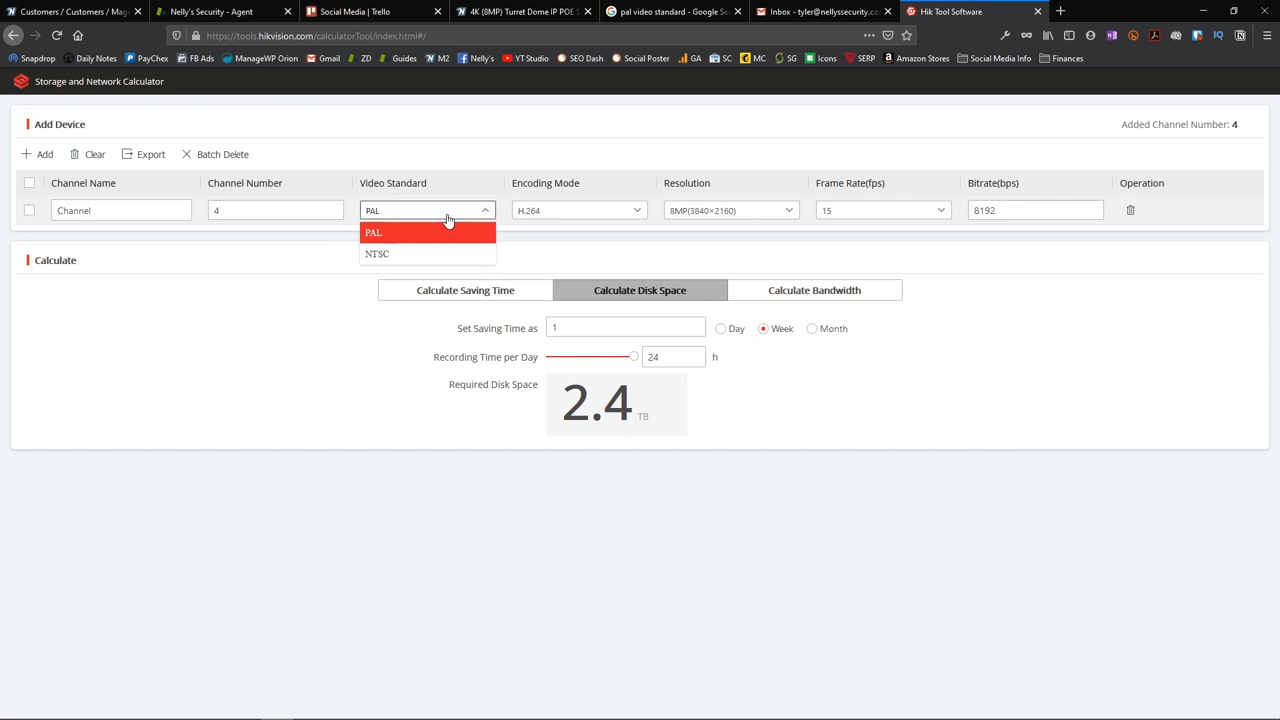 Customers / Customers / Mage
Nelly's Security - Agent
Social Media | Trello
4K (8MP) Turret Dome IP POE S
pal video standard - Google Se
Inbox - tyler@nellyssecurity.co
Hik Tool Software
https://tools.hikvision.com/calculatorTool/index.html#/
Snapdrop
Daily Notes
PayChex
FB Ads
ManageWP Orion
Gmail
ZD
Guides
M2
Nelly's
YT Studio
SEO Dash
Social Poster
GA
SC
MC
SG
Icons
SERP
Amazon Stores
Social Media Info
Finances
Storage and Network Calculator
Add Device
Added Channel Number: 4
Add
Clear
Export
Batch Delete
Channel Name
Channel Number
Video Standard
Encoding Mode
Resolution
Frame Rate(fps)
Bitrate(bps)
Operation
Channel
4
PAL
H.264
8MP(3840×2160)
15
8192
PAL
NTSC
Calculate
Calculate Saving Time
Calculate Disk Space
Calculate Bandwidth
Set Saving Time as
1
Day
Week
Month
Recording Time per Day
24
h
Required Disk Space
2.4 TB